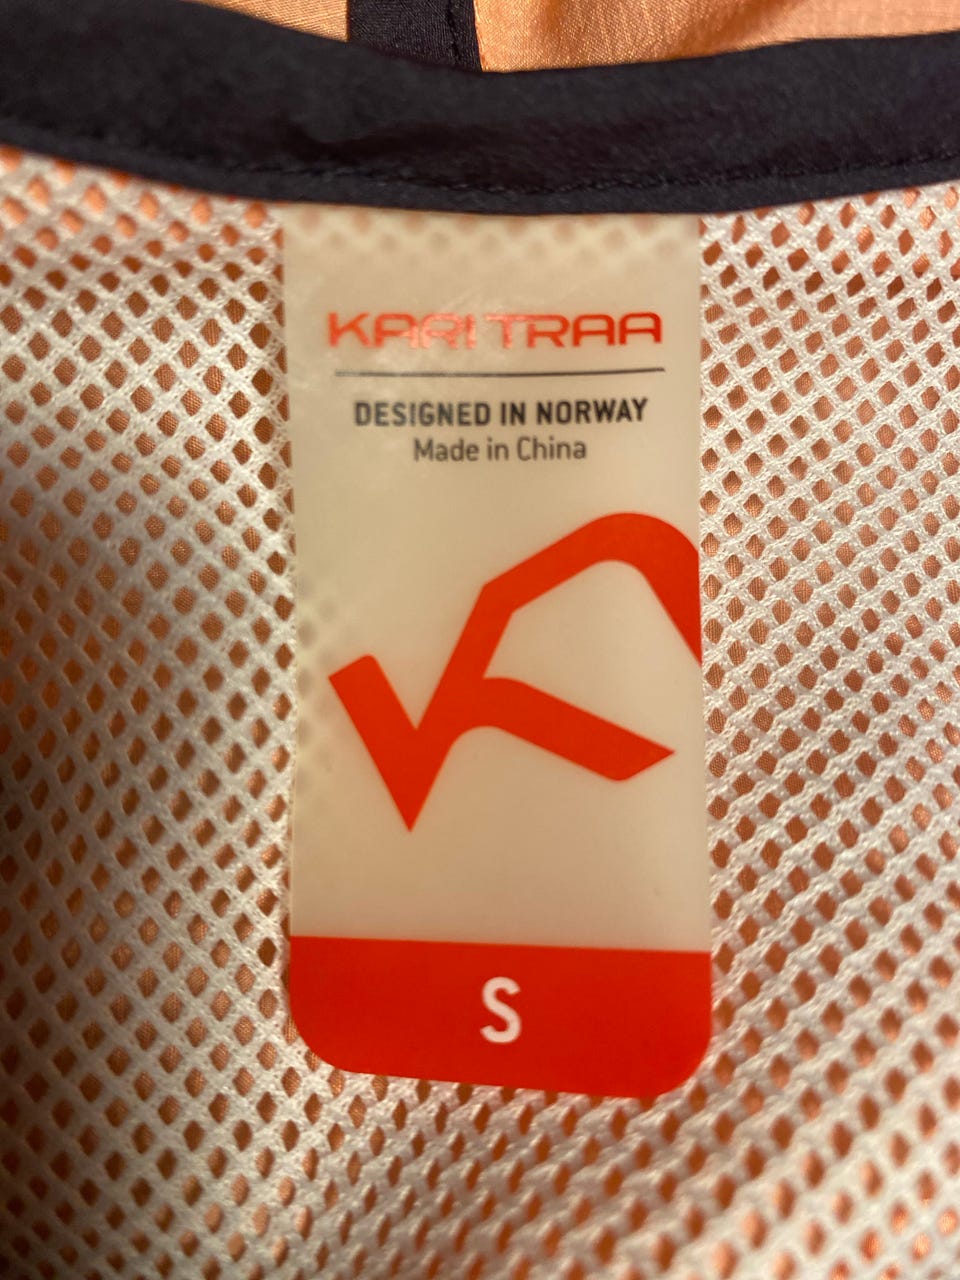 KARI TRAA
DESIGNED IN NORWAY
Made in China
S